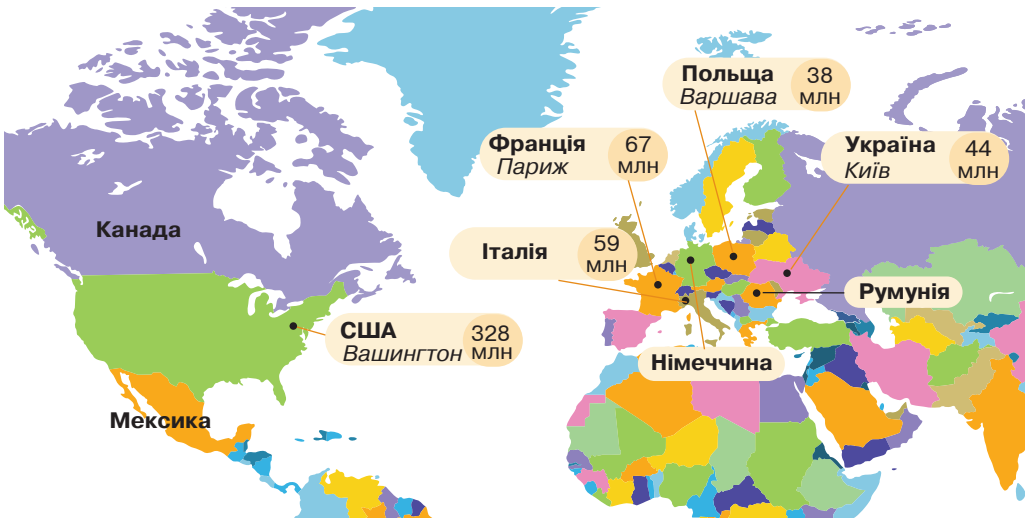 Польща
Варшава
38
млн
Франція
Париж
67
млн
Україна
Київ
44
млн
Канада
Італія
59
млн
Румунія
США
Вашингтон
328
млн
Німеччина
Мексика